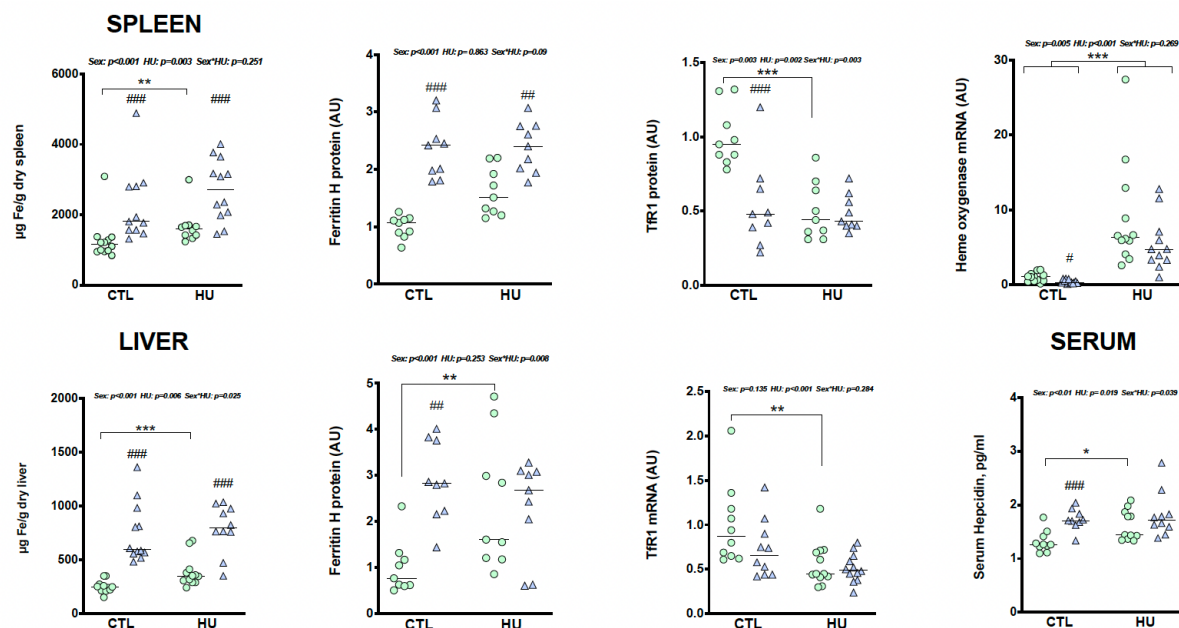 SPLEEN
Sex: p<0.001 HU: p=0.003 Sex*HU: p=0.251
**
### ###
µg Fe/g dry spleen
6000
4000
2000
0
CTL HU
Sex: p<0.001 HU: p= 0.863 Sex*HU: p=0.09
### ##
Ferritin H protein (AU)
4
3
2
1
0
CTL HU
Sex: p=0.003 HU: p=0.002 Sex*HU: p=0.003
***
###
TfR1 protein (AU)
1.5
1.0
0.5
0.0
CTL HU
Sex: p=0.005 HU: p<0.001 Sex*HU: p=0.269
***
#
Heme oxygenase mRNA (AU)
30
20
10
0
CTL HU
LIVER
Sex: p<0.001 HU: p=0.006 Sex*HU: p=0.025
***
### ###
µg Fe/g dry liver
2000
1500
1000
500
0
CTL HU
Sex: p<0.001 HU: p=0.253 Sex*HU: p=0.008
**
##
Ferritin H protein (AU)
5
4
3
2
1
0
CTL HU
Sex: p=0.135 HU: p<0.001 Sex*HU: p=0.284
**
TfR1 mRNA (AU)
2.5
2.0
1.5
1.0
0.5
0.0
CTL HU
SERUM
Sex: p<0.01 HU: p= 0.019 Sex*HU: p=0.039
*
###
Serum Hepcidin, pg/ml
4
3
2
1
0
CTL HU